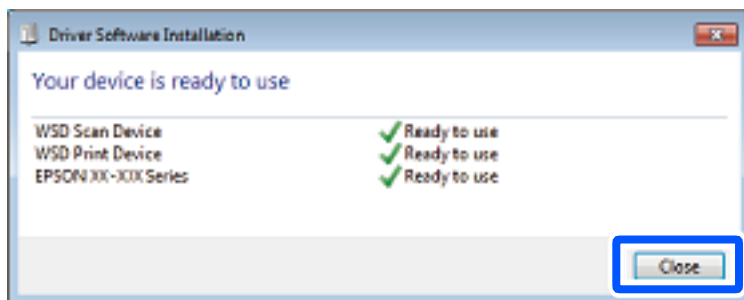 Driver Software Installation
Your device is ready to use
WSD Scan Device Ready to use
WSD Print Device Ready to use
EPSON XX-XXX Series Ready to use
Close